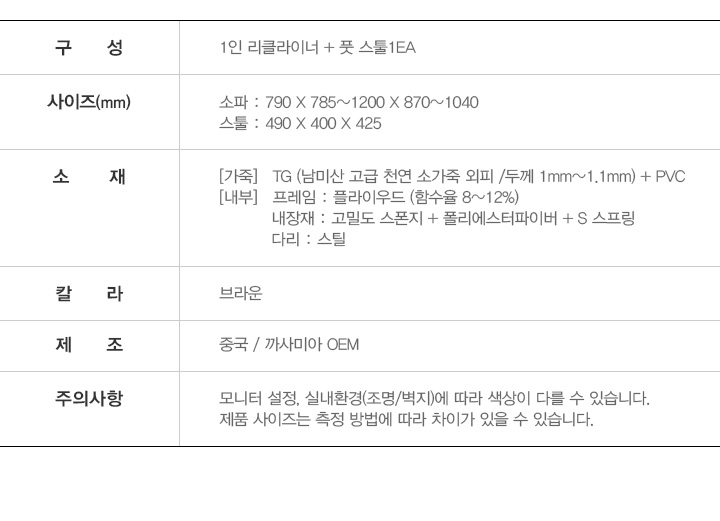 구 성 1인 리클라이너 + 풋 스툴1EA
사이즈(mm) 소파 : 790 X 785~1200 X 870~1040
스툴 : 490 X 400 X 425
소 재 [가죽] TG (남미산 고급 천연 소가죽 외피 /두께 1mm~1.1mm) + PVC
[내부] 프레임 : 플라이우드 (함수율 8~12%)
내장재 : 고밀도 스폰지 + 폴리에스터파이버 + S 스프링
다리 : 스틸
칼 라 브라운
제 조 중국 / 까사미아 OEM
주의사항 모니터 설정, 실내환경(조명/벽지)에 따라 색상이 다를 수 있습니다.
제품 사이즈는 측정 방법에 따라 차이가 있을 수 있습니다.